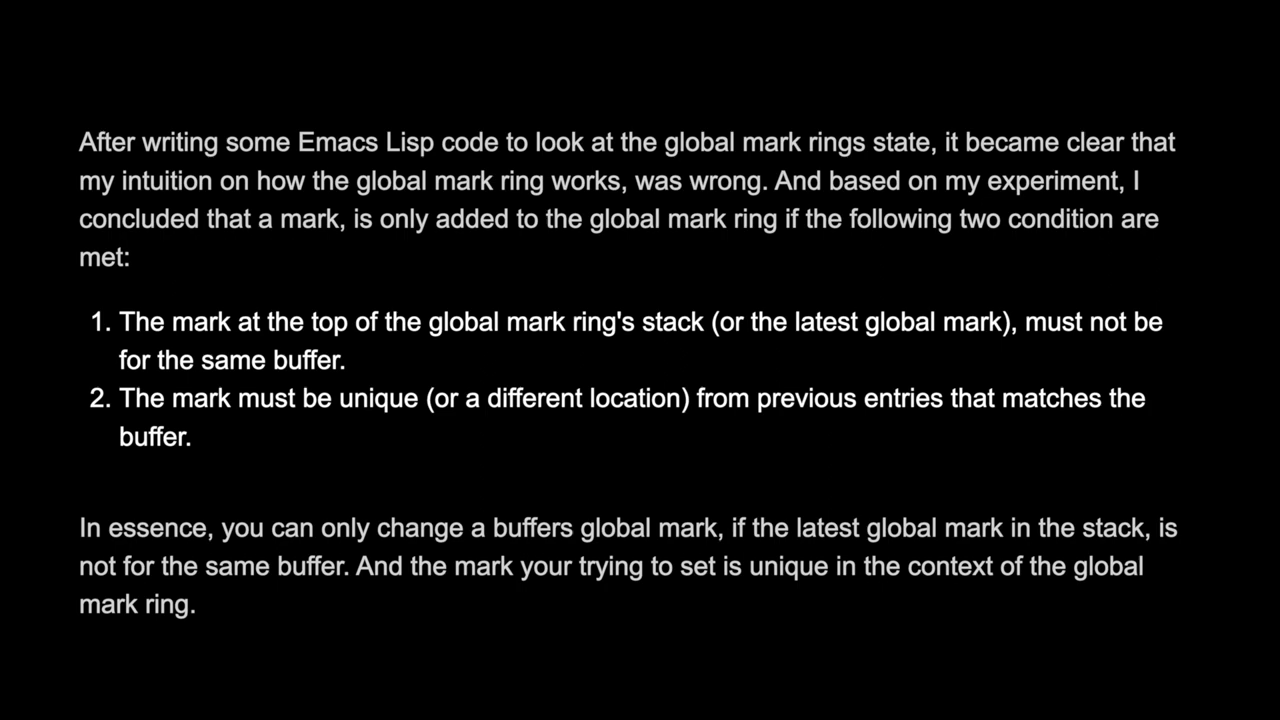 After writing some Emacs Lisp code to look at the global mark rings state, it became clear that
my intuition on how the global mark ring works, was wrong. And based on my experiment, I
concluded that a mark, is only added to the global mark ring if the following two condition are
met:
1. The mark at the top of the global mark ring's stack (or the latest global mark), must not be
for the same buffer.
2. The mark must be unique (or a different location) from previous entries that matches the
buffer.
In essence, you can only change a buffers global mark, if the latest global mark in the stack, is
not for the same buffer. And the mark your trying to set is unique in the context of the global
mark ring.